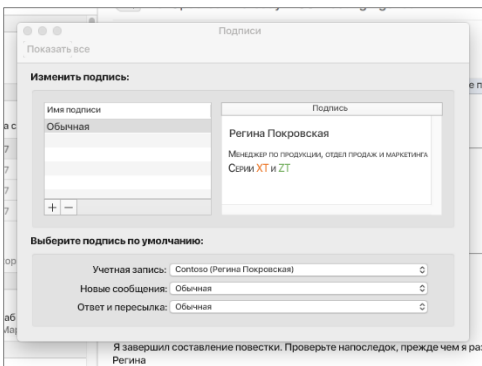 Подписи
Показать все
Изменить подпись:
Имя подписи
Обычная
Подпись
Регина Покровская
Менеджер по продукции, отдел продаж и маркетинга
Серии XT и ZT
+ −
Выберите подпись по умолчанию:
Учетная запись: Contoso (Регина Покровская)
Новые сообщения: Обычная
Ответ и пересылка: Обычная
Я завершил составление повестки. Проверьте напоследок, прежде чем я
Регина